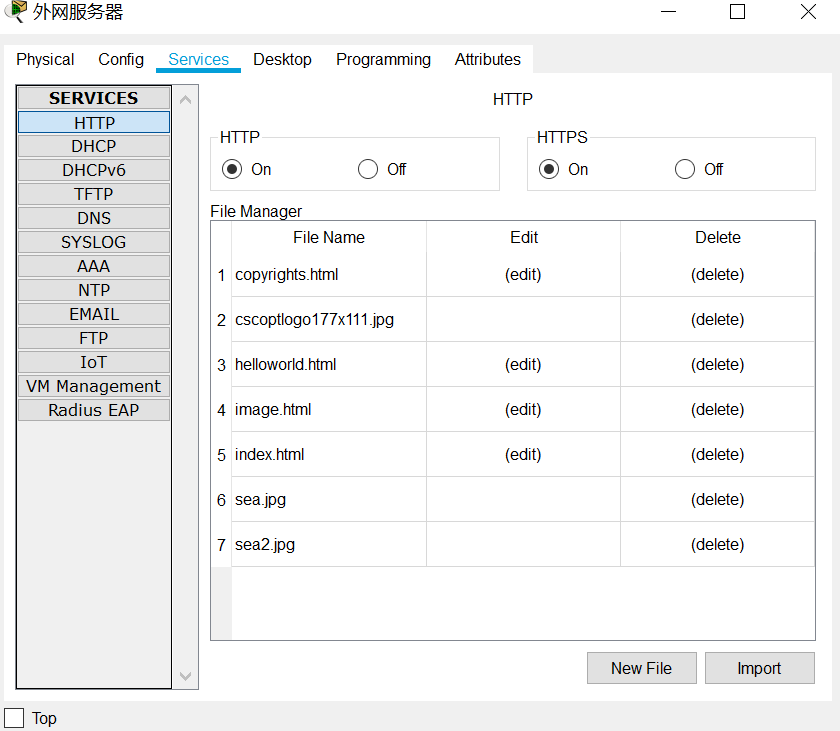 外网服务器
Physical Config Services Desktop Programming Attributes
SERVICES
HTTP
DHCP
DHCPv6
TFTP
DNS
SYSLOG
AAA
NTP
EMAIL
FTP
IoT
VM Management
Radius EAP
HTTP
HTTP HTTPS
On Off On Off
File Manager
File Name Edit Delete
1 copyrights.html (edit) (delete)
2 cscoptlogo177x111.jpg (delete)
3 helloworld.html (edit) (delete)
4 image.html (edit) (delete)
5 index.html (edit) (delete)
6 sea.jpg (delete)
7 sea2.jpg (delete)
New File Import
Top